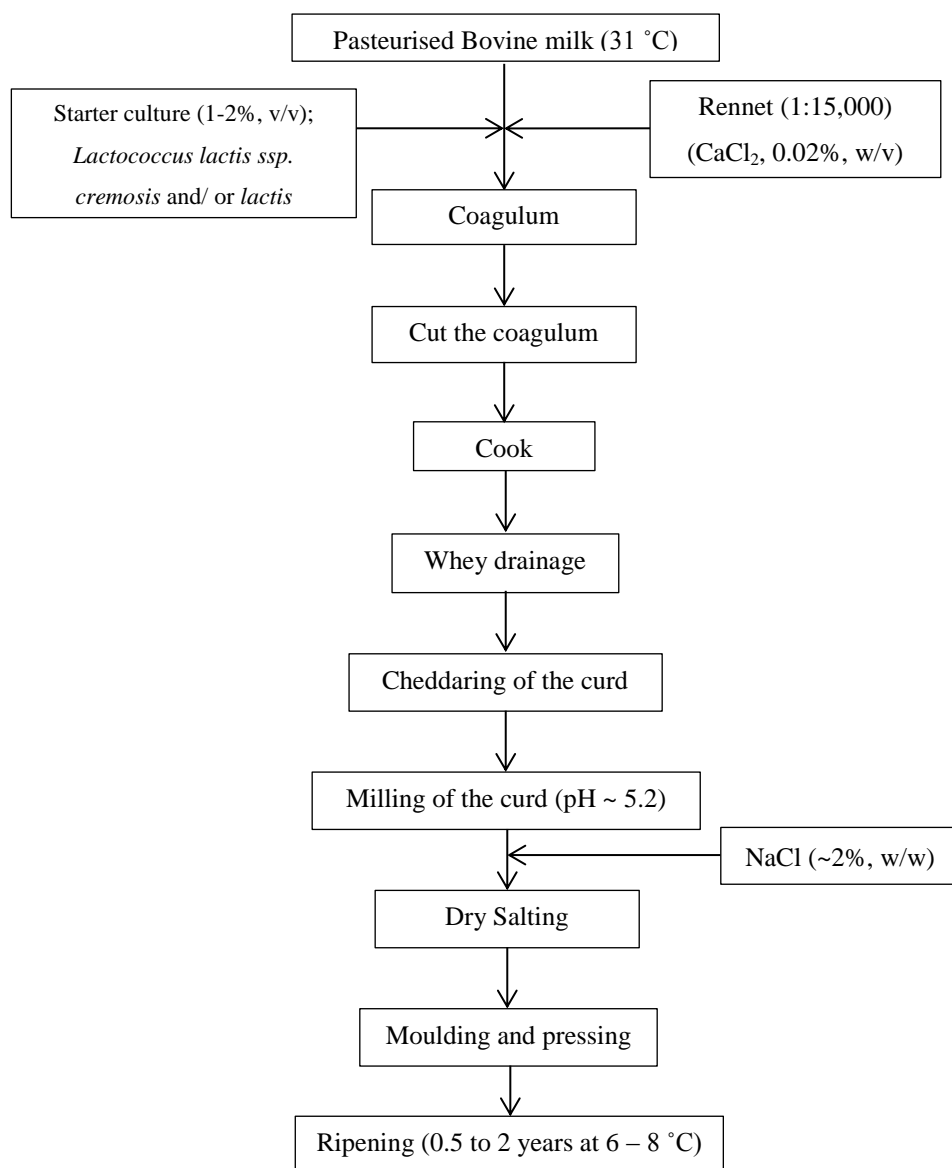 Pasteurised Bovine milk (31 ˚C)
Starter culture (1-2%, v/v);
Lactococcus lactis ssp.
cremosis and/ or lactis
Rennet (1:15,000)
(CaCl₂, 0.02%, w/v)
Coagulum
Cut the coagulum
Cook
Whey drainage
Cheddaring of the curd
Milling of the curd (pH ~ 5.2)
NaCl (~2%, w/w)
Dry Salting
Moulding and pressing
Ripening (0.5 to 2 years at 6 – 8 ˚C)